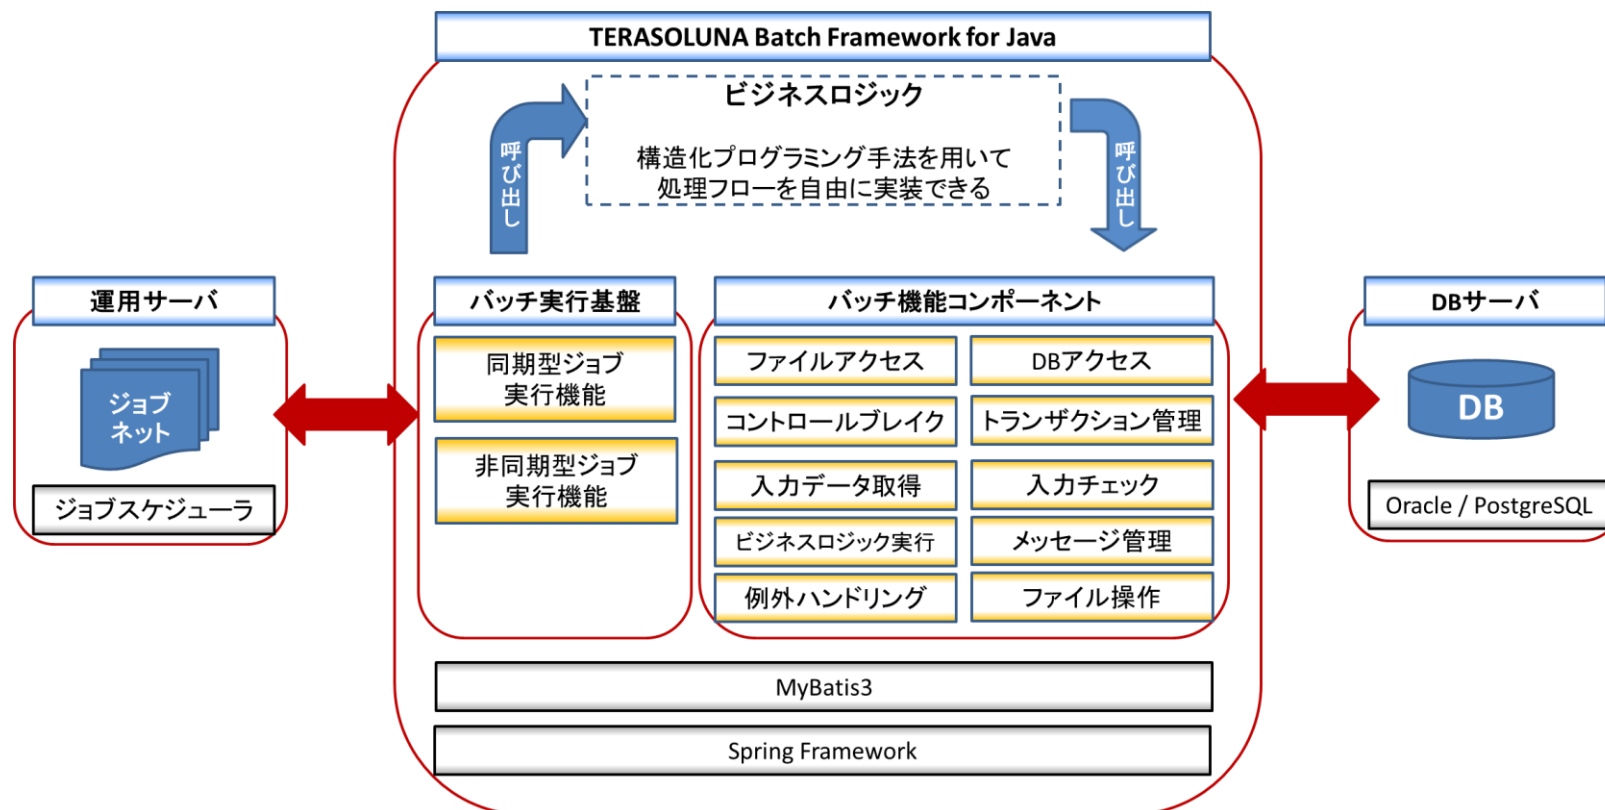 TERASOLUNA Batch Framework for Java
ビジネスロジック
構造化プログラミング手法を用いて
処理フローを自由に実装できる
呼び出し
呼び出し
運用サーバ
ジョブ
ネット
ジョブスケジューラ
バッチ実行基盤
同期型ジョブ
実行機能
非同期型ジョブ
実行機能
バッチ機能コンポーネント
ファイルアクセス
DBアクセス
コントロールブレイク
トランザクション管理
入力データ取得
入力チェック
ビジネスロジック実行
メッセージ管理
例外ハンドリング
ファイル操作
MyBatis3
Spring Framework
DBサーバ
DB
Oracle / PostgreSQL